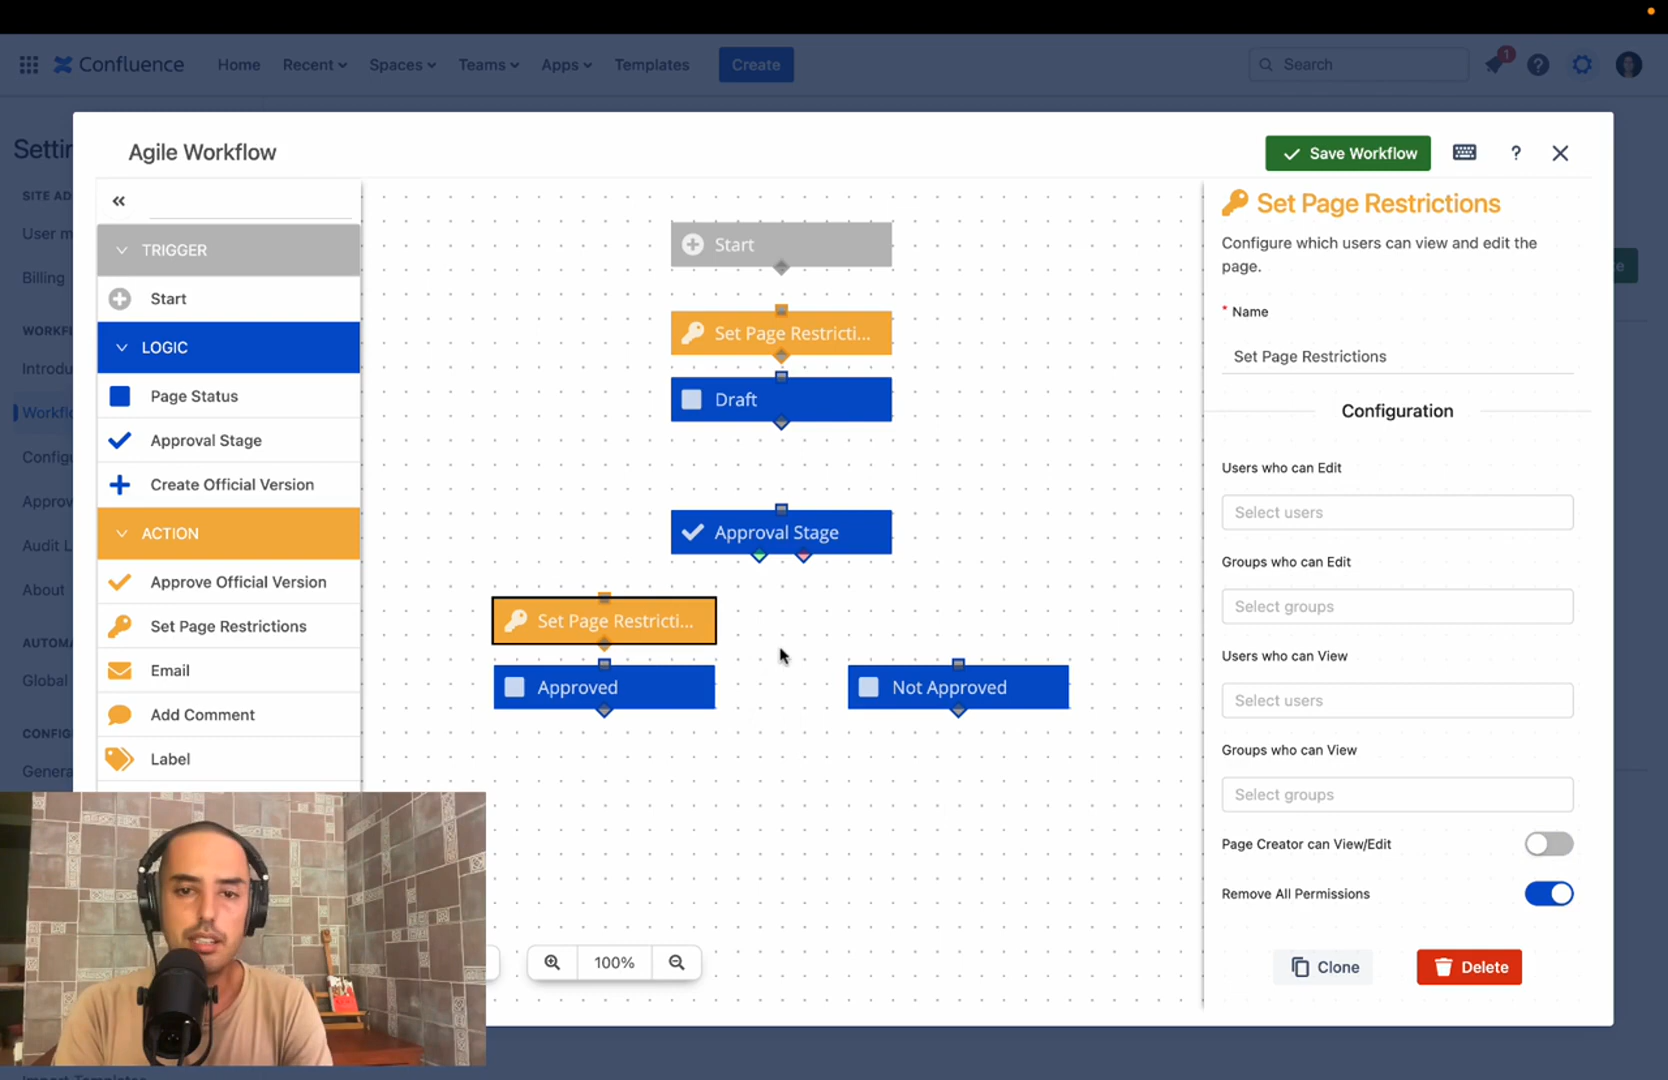 Confluence
Home
Recent
Spaces
Teams
Apps
Templates
Create
Search
1
Agile Workflow
Save Workflow
?
TRIGGER
Start
LOGIC
Page Status
Approval Stage
Create Official Version
ACTION
Approve Official Version
Set Page Restrictions
Email
Add Comment
Label
Start
Set Page Restricti...
Draft
Approval Stage
Set Page Restricti...
Approved
Not Approved
100%
Set Page Restrictions
Configure which users can view and edit the
page.
* Name
Set Page Restrictions
Configuration
Users who can Edit
Select users
Groups who can Edit
Select groups
Users who can View
Select users
Groups who can View
Select groups
Page Creator can View/Edit
Remove All Permissions
Clone
Delete
Settin
SITE AD
User m
Billing
WORKFL
Introdu
Workflo
Configu
Approv
Audit L
About
AUTOMA
Global
CONFIG
Genera